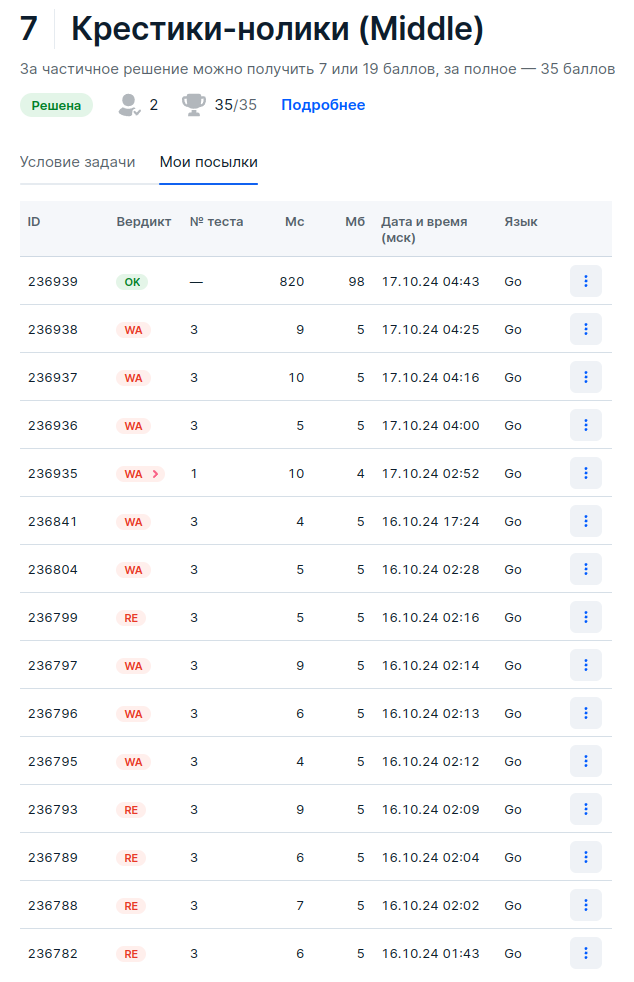 7 Крестики-нолики (Middle)
За частичное решение можно получить 7 или 19 баллов, за полное — 35 баллов
Решена 2 35/35 Подробнее
Условие задачи Мои посылки
ID Вердикт № теста Мс Мб Дата и время (мск) Язык
236939 OK — 820 98 17.10.24 04:43 Go
236938 WA 3 9 5 17.10.24 04:25 Go
236937 WA 3 10 5 17.10.24 04:16 Go
236936 WA 3 5 5 17.10.24 04:00 Go
236935 WA 1 10 4 17.10.24 02:52 Go
236841 WA 3 4 5 16.10.24 17:24 Go
236804 WA 3 5 5 16.10.24 02:28 Go
236799 RE 3 5 5 16.10.24 02:16 Go
236797 WA 3 9 5 16.10.24 02:14 Go
236796 WA 3 6 5 16.10.24 02:13 Go
236795 WA 3 4 5 16.10.24 02:12 Go
236793 RE 3 9 5 16.10.24 02:09 Go
236789 RE 3 6 5 16.10.24 02:04 Go
236788 RE 3 7 5 16.10.24 02:02 Go
236782 RE 3 6 5 16.10.24 01:43 Go